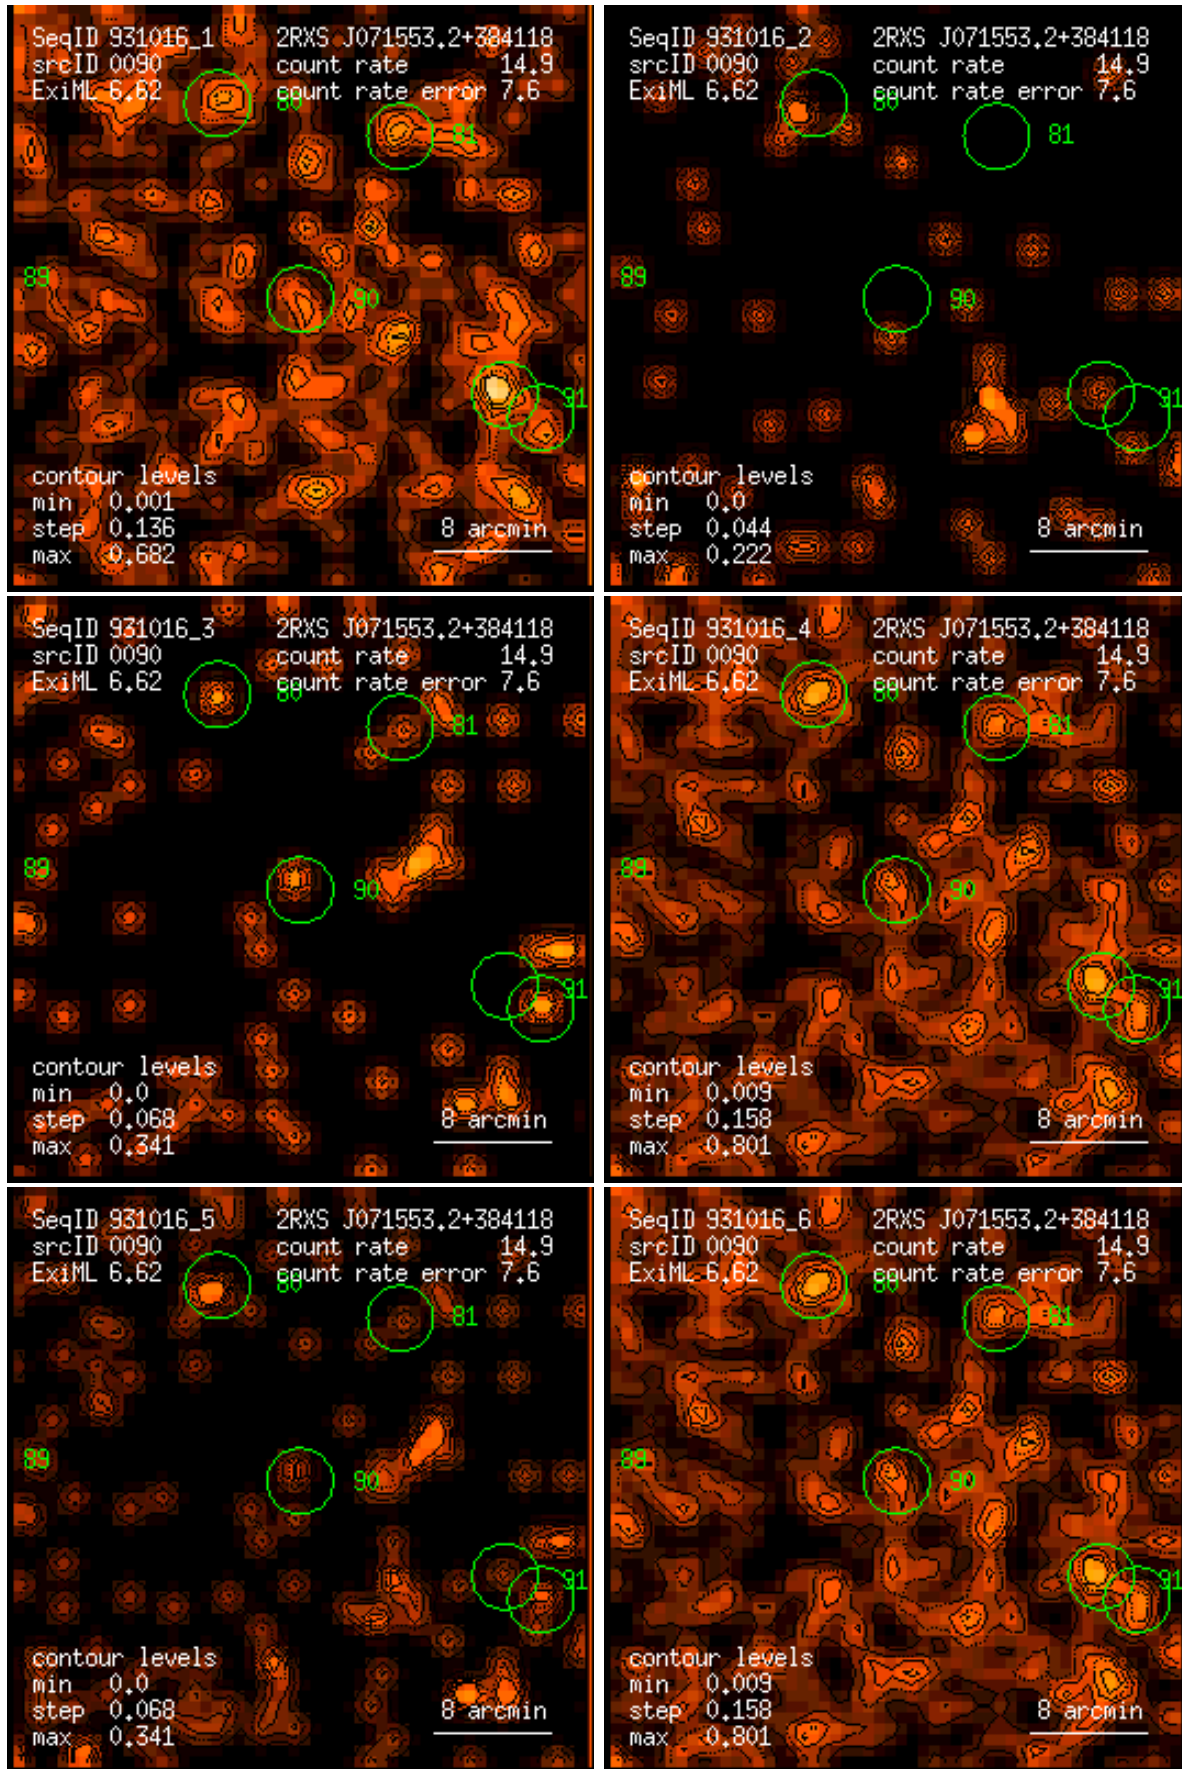 SeqID 931016_1 2RXS J071553.2+384118
srcID 0090 count rate 14.9
ExiML 6.62 count rate error 7.6
80
81
89
90
91
contour levels
min 0.001
step 0.136
max 0.682
8 arcmin
SeqID 931016_2 2RXS J071553.2+384118
srcID 0090 count rate 14.9
ExiML 6.62 count rate error 7.6
80
81
89
90
91
contour levels
min 0.0
step 0.044
max 0.222
8 arcmin
SeqID 931016_3 2RXS J071553.2+384118
srcID 0090 count rate 14.9
ExiML 6.62 count rate error 7.6
80
81
89
90
91
contour levels
min 0.0
step 0.068
max 0.341
8 arcmin
SeqID 931016_4 2RXS J071553.2+384118
srcID 0090 count rate 14.9
ExiML 6.62 count rate error 7.6
80
81
89
90
91
contour levels
min 0.009
step 0.158
max 0.801
8 arcmin
SeqID 931016_5 2RXS J071553.2+384118
srcID 0090 count rate 14.9
ExiML 6.62 count rate error 7.6
80
81
89
90
91
contour levels
min 0.0
step 0.068
max 0.341
8 arcmin
SeqID 931016_6 2RXS J071553.2+384118
srcID 0090 count rate 14.9
ExiML 6.62 count rate error 7.6
80
81
89
90
91
contour levels
min 0.009
step 0.158
max 0.801
8 arcmin